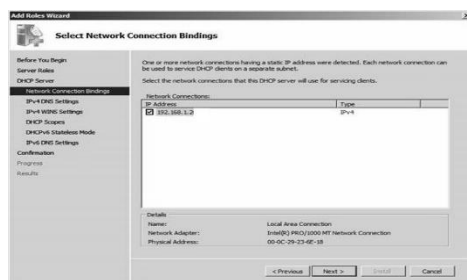 Add Roles Wizard
Select Network Connection Bindings
Before You Begin
Server Roles
DHCP Server
Network Connection Bindings
IPv4 DNS Settings
IPv4 WINS Settings
DHCP Scopes
DHCPv6 Stateless Mode
IPv6 DNS Settings
Confirmation
Progress
Results
One or more network connections having a static IP address were detected. Each network connection can
be used to service DHCP clients on a separate subnet.
Select the network connections that this DHCP server will use for servicing clients.
Network Connections:
IP Address Type
192.168.1.2 IPv4
Details
Name: Local Area Connection
Network Adapter: Intel(R) PRO/1000 MT Network Connection
Physical Address: 00-0C-29-23-6E-18
< Previous Next > Install Cancel